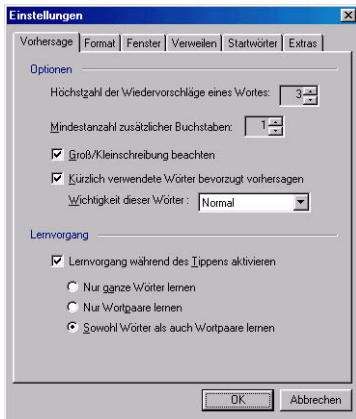 Einstellungen
Vorhersage Format Fenster Verweilen Startwörter Extras
Optionen
Höchstzahl der Wiedervorschläge eines Wortes: 3
Mindestanzahl zusätzlicher Buchstaben: 1
Groß/Kleinschreibung beachten
Kürzlich verwendete Wörter bevorzugt vorhersagen
Wichtigkeit dieser Wörter : Normal
Lernvorgang
Lernvorgang während des Tippens aktivieren
Nur ganze Wörter lernen
Nur Wortpaare lernen
Sowohl Wörter als auch Wortpaare lernen
OK Abbrechen